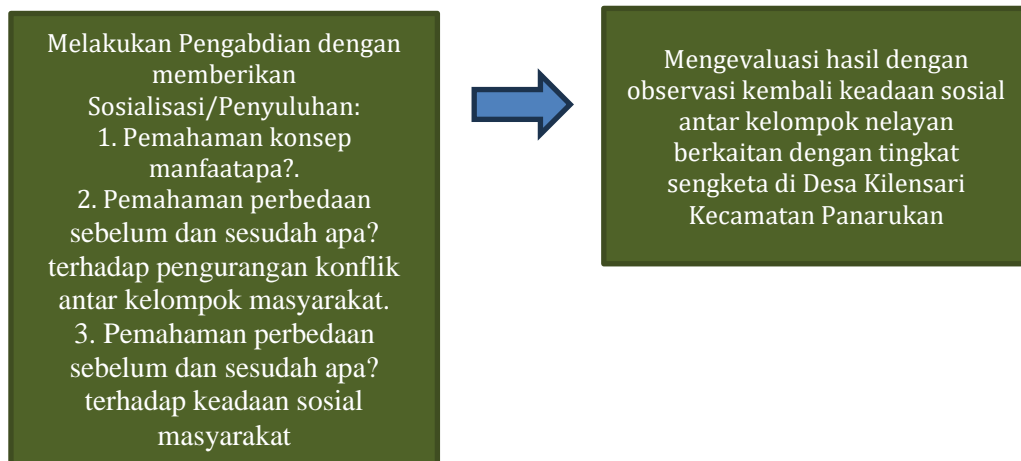 Melakukan Pengabdian dengan
memberikan
Sosialisasi/Penyuluhan:
1. Pemahaman konsep
manfaatapa?.
2. Pemahaman perbedaan
sebelum dan sesudah apa?
terhadap pengurangan konflik
antar kelompok masyarakat.
3. Pemahaman perbedaan
sebelum dan sesudah apa?
terhadap keadaan sosial
masyarakat
Mengevaluasi hasil dengan
observasi kembali keadaan sosial
antar kelompok nelayan
berkaitan dengan tingkat
sengketa di Desa Kilensari
Kecamatan Panarukan